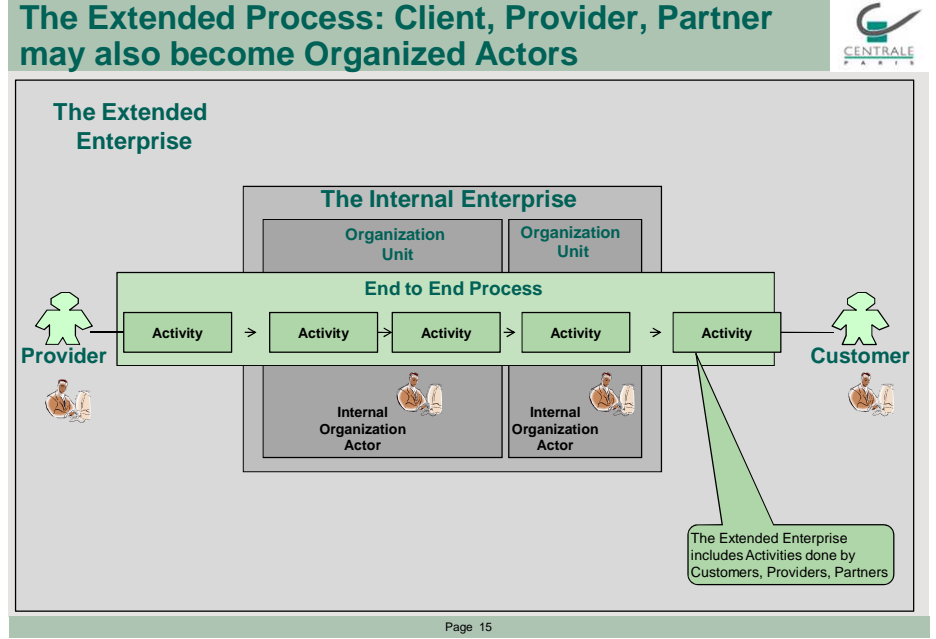 The Extended Process: Client, Provider, Partner
may also become Organized Actors
CENTRALE
PARIS
The Extended
Enterprise
The Internal Enterprise
Organization
Unit
Organization
Unit
End to End Process
Activity
Activity
Activity
Activity
Activity
Provider
Customer
Internal
Organization
Actor
Internal
Organization
Actor
The Extended Enterprise
includes Activities done by
Customers, Providers, Partners
Page 15